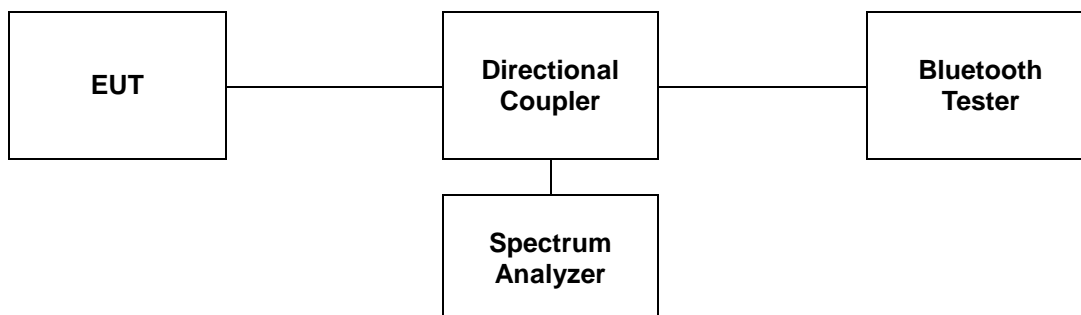 EUT
Directional
Coupler
Bluetooth
Tester
Spectrum
Analyzer